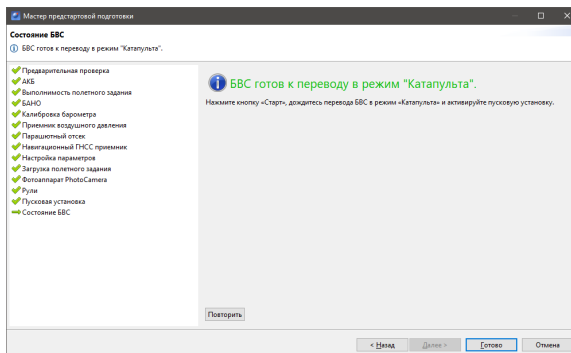 Мастер предстартовой подготовки
Состояние БВС
БВС готов к переводу в режим "Катапульта".
Предварительная проверка
АКБ
Выполнимость полетного задания
БАНО
Калибровка барометра
Приемник воздушного давления
Парашютный отсек
Навигационный ГНСС приемник
Настройка параметров
Загрузка полетного задания
Фотоаппарат PhotoCamera
Рули
Пусковая установка
Состояние БВС
БВС готов к переводу в режим "Катапульта".
Нажмите кнопку «Старт», дождитесь перевода БВС в режим «Катапульта» и активируйте пусковую установку.
Повторить
< Назад
Далее >
Готово
Отмена